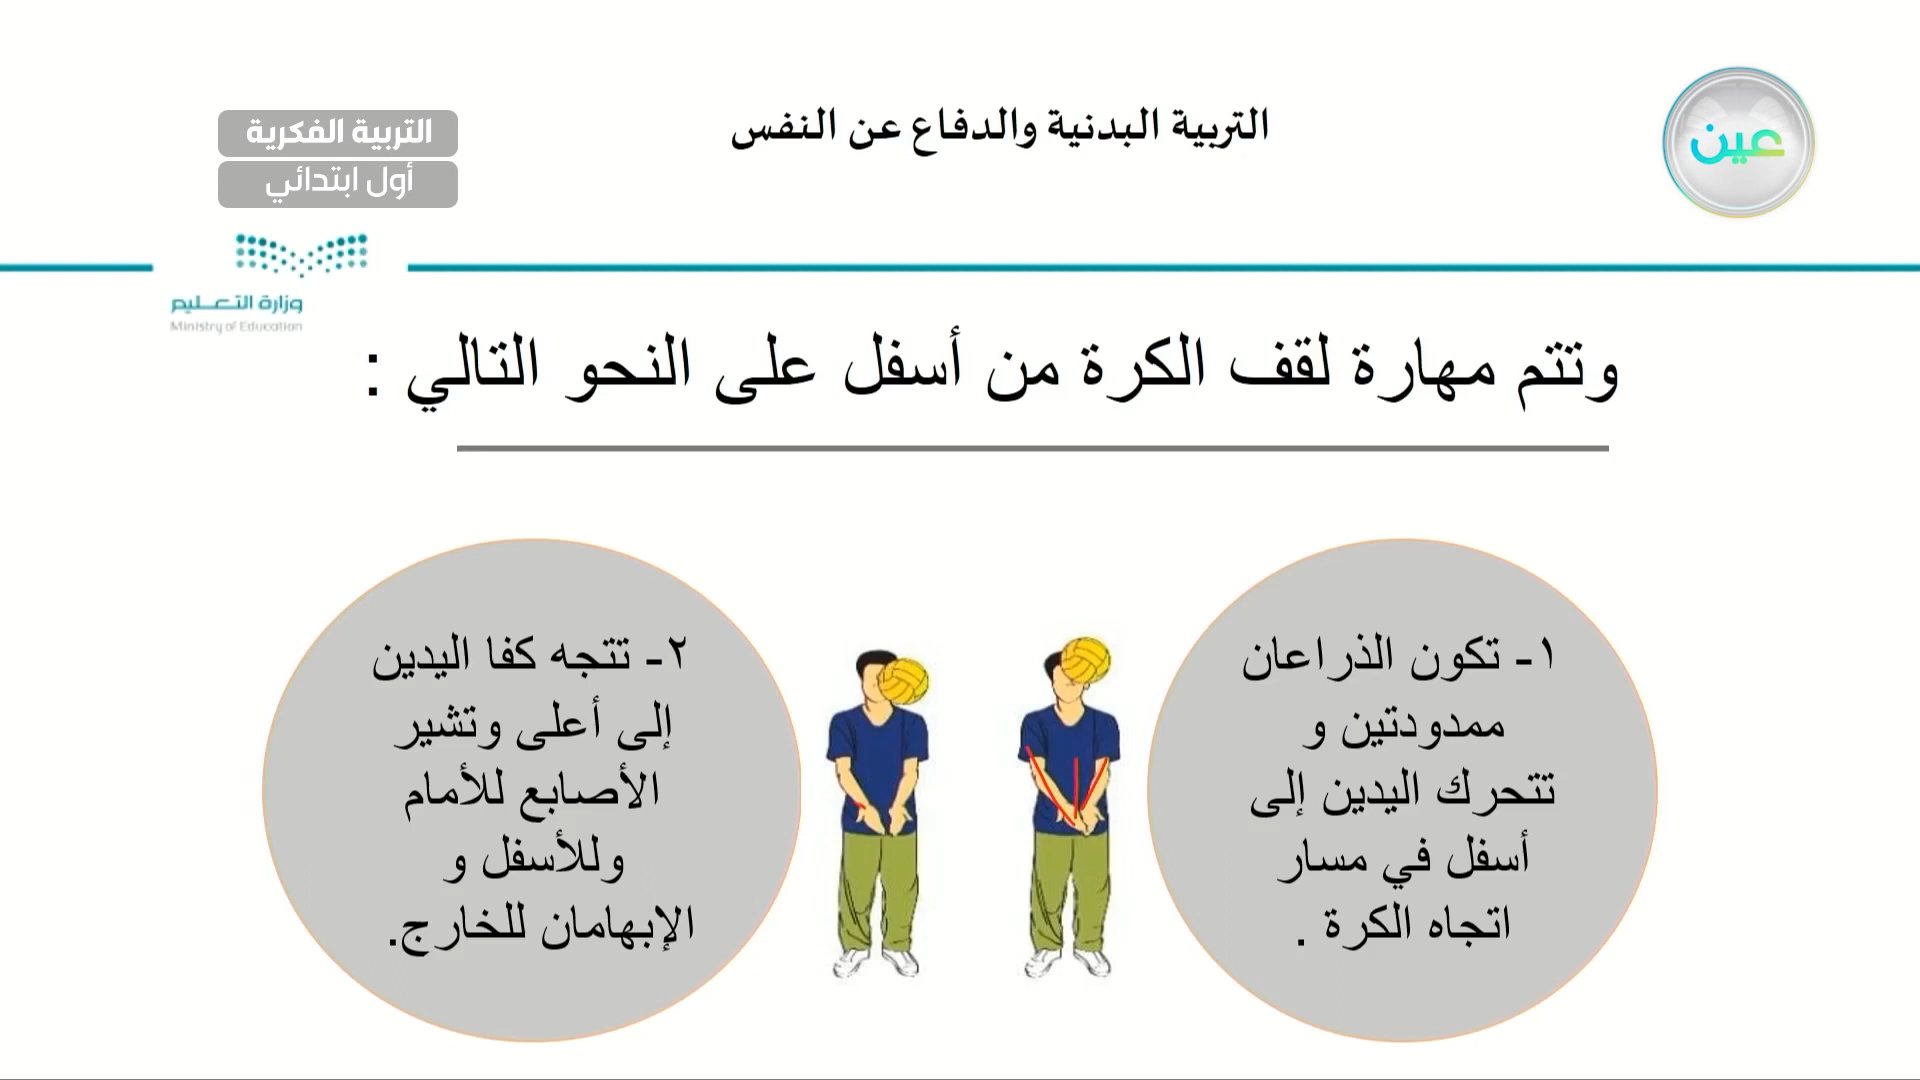 التربية البدنية والدفاع عن النفس
عين
التربية الفكرية
أول ابتدائي
وزارة التعليم
Ministry of Education
وتتم مهارة لقف الكرة من أسفل على النحو التالي :
١- تكون الذراعان
ممدودتين و
تتحرك اليدين إلى
أسفل في مسار
اتجاه الكرة .
٢- تتجه كفا اليدين
إلى أعلى وتشير
الأصابع للأمام
وللأسفل و
الإبهامان للخارج.